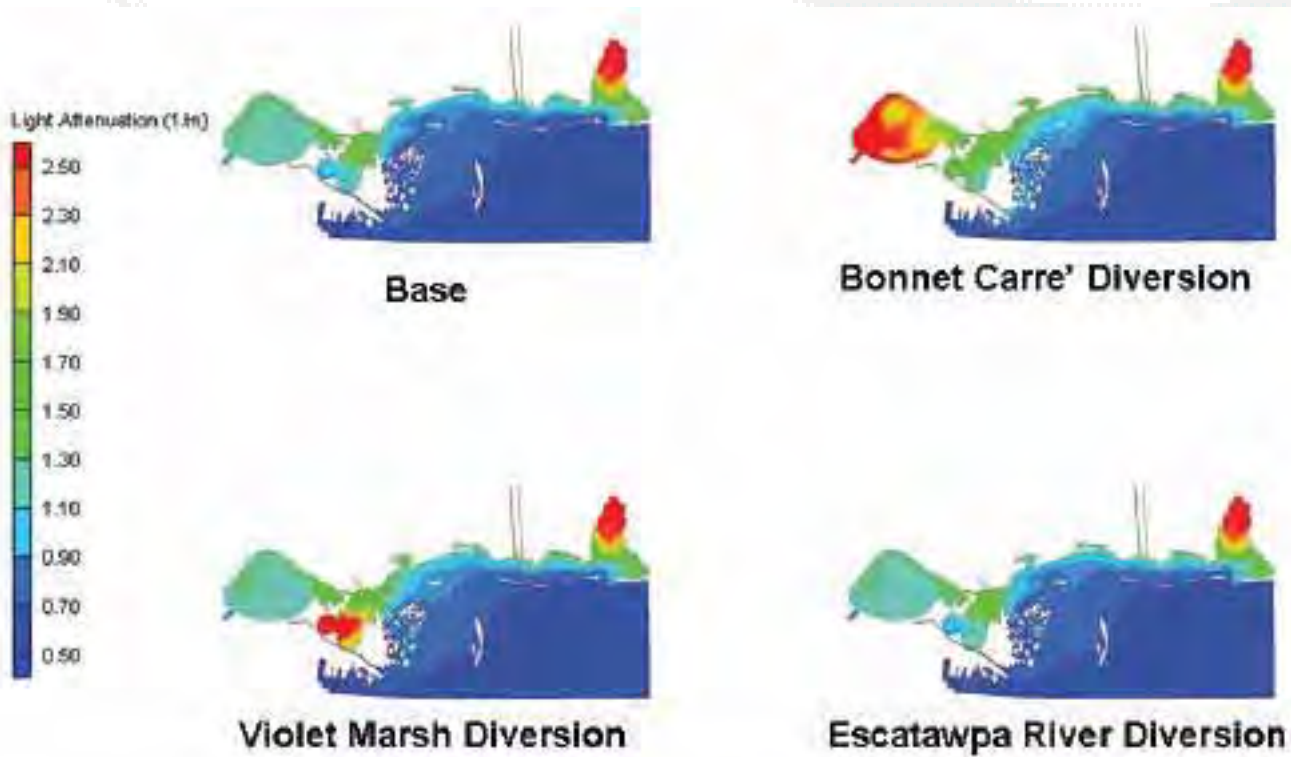 Light Attenuation (1/m)
2.50
2.30
2.10
1.90
1.70
1.50
1.30
1.10
0.90
0.70
0.50
Base
Bonnet Carre' Diversion
Violet Marsh Diversion
Escatawpa River Diversion